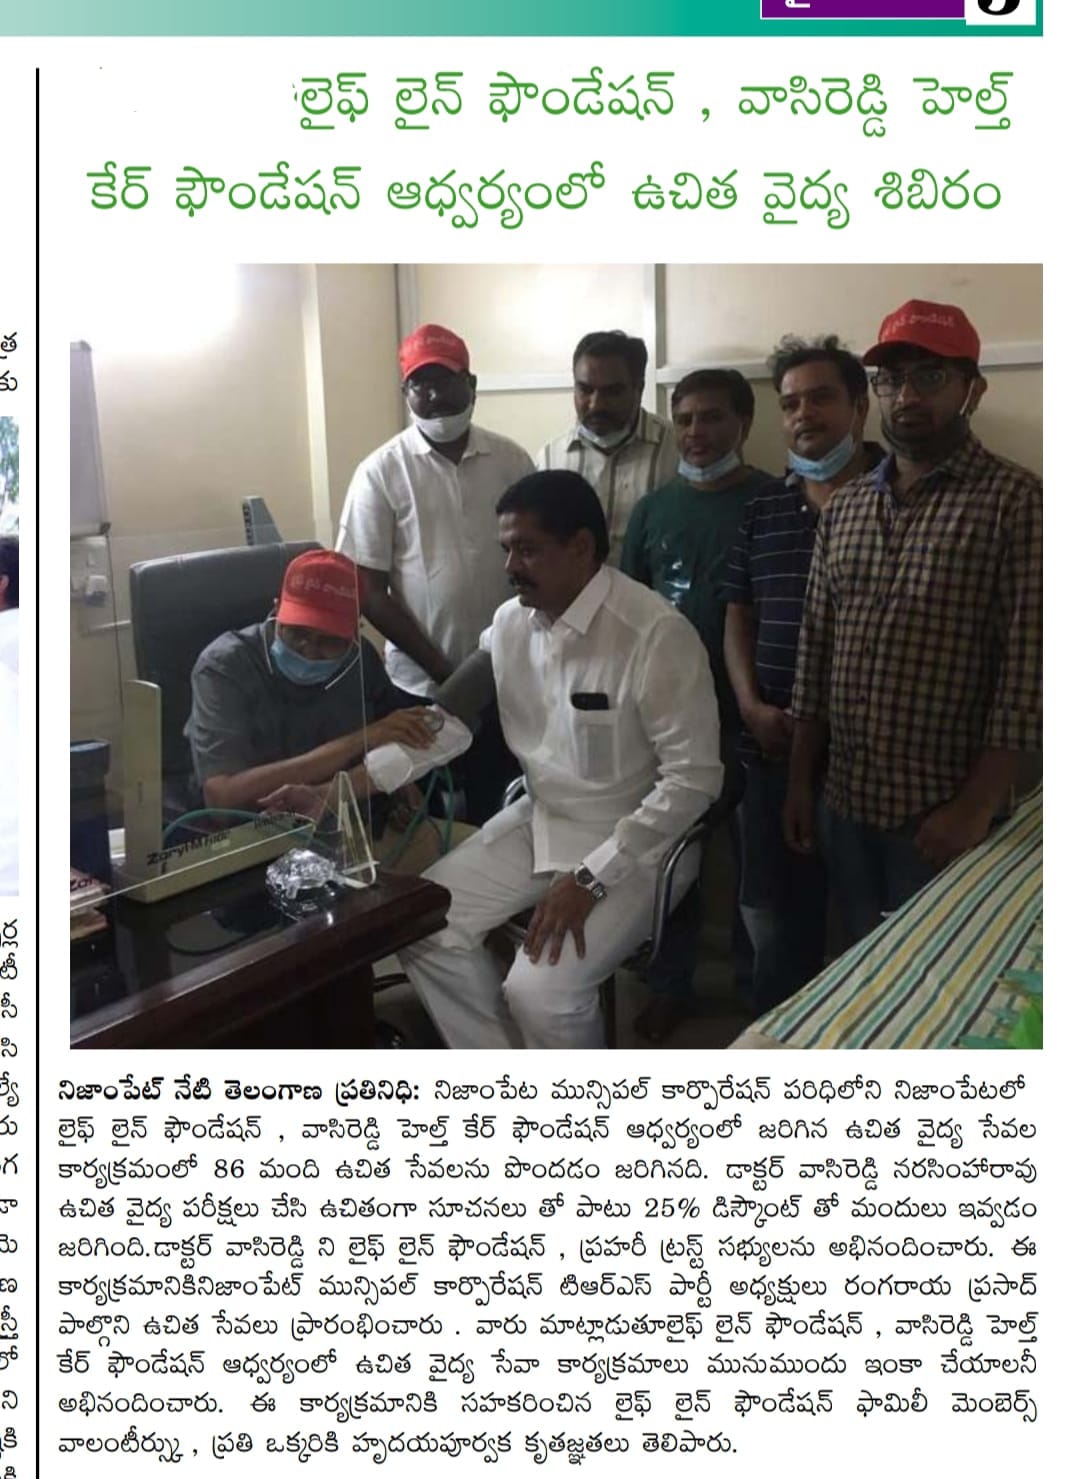 లైఫ్ లైన్ ఫౌండేషన్ , వాసిరెడ్డి హెల్త్
కేర్ ఫౌండేషన్ ఆధ్వర్యంలో ఉచిత వైద్య శిబిరం
నిజాంపేట్ నేటి తెలంగాణ ప్రతినిధి: నిజాంపేట మున్సిపల్ కార్పొరేషన్ పరిధిలోని నిజాంపేటలో
లైఫ్ లైన్ ఫౌండేషన్ , వాసిరెడ్డి హెల్త్ కేర్ ఫౌండేషన్ ఆధ్వర్యంలో జరిగిన ఉచిత వైద్య సేవల
కార్యక్రమంలో 86 మంది ఉచిత సేవలను పొందడం జరిగినది. డాక్టర్ వాసిరెడ్డి నరసింహారావు
ఉచిత వైద్య పరీక్షలు చేసి ఉచితంగా సూచనలు తో పాటు 25% డిస్కౌంట్ తో మందులు ఇవ్వడం
జరిగింది.డాక్టర్ వాసిరెడ్డి ని లైఫ్ లైన్ ఫౌండేషన్ , ప్రహరీ ట్రస్ట్ సభ్యులను అభినందించారు. ఈ
కార్యక్రమానికినిజాంపేట్ మున్సిపల్ కార్పొరేషన్ టిఆర్ఎస్ పార్టీ అధ్యక్షులు రంగరాయ ప్రసాద్
పాల్గొని ఉచిత సేవలు ప్రారంభించారు . వారు మాట్లాడుతూలైఫ్ లైన్ ఫౌండేషన్ , వాసిరెడ్డి హెల్త్
కేర్ ఫౌండేషన్ ఆధ్వర్యంలో ఉచిత వైద్య సేవా కార్యక్రమాలు మునుముందు ఇంకా చేయాలనీ
అభినందించారు. ఈ కార్యక్రమానికి సహకరించిన లైఫ్ లైన్ ఫౌండేషన్ ఫామిలీ మెంబెర్స్
వాలంటీర్స్కు , ప్రతి ఒక్కరికి హృదయపూర్వక కృతజ్ఞతలు తెలిపారు.